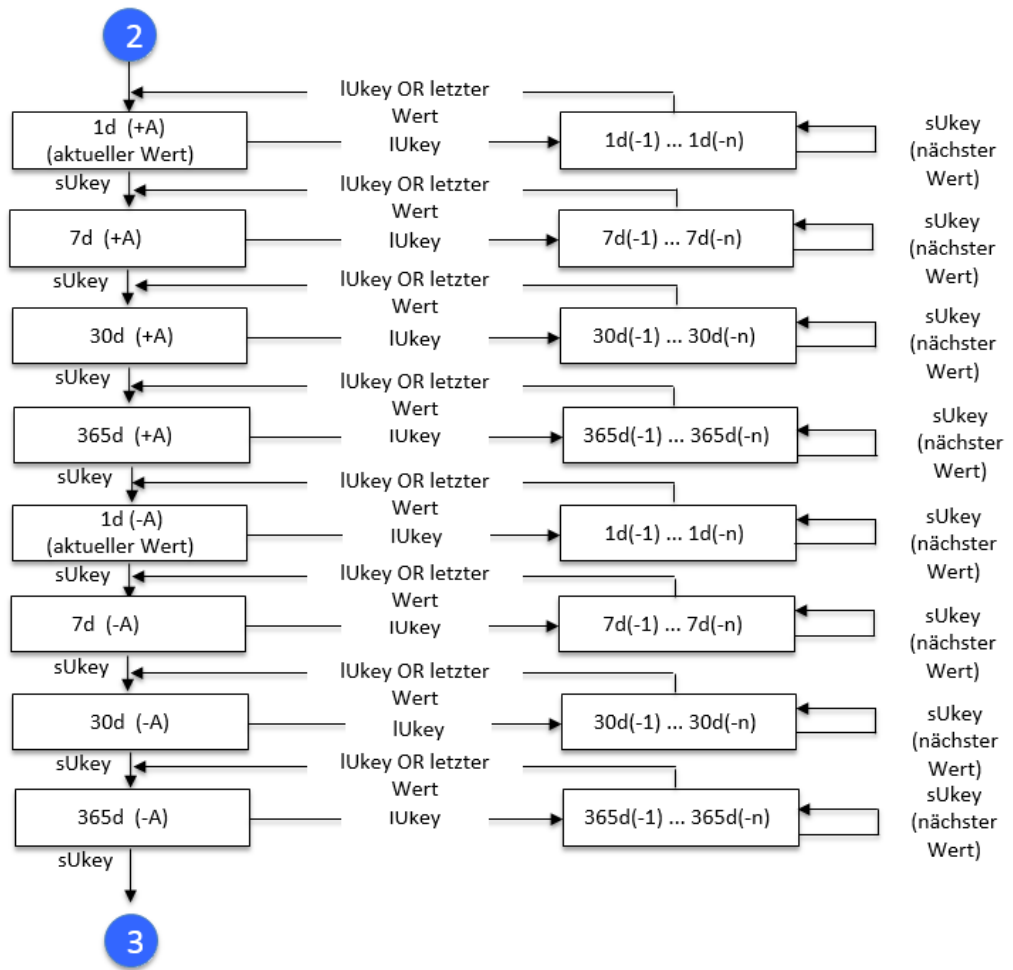 2
lUkey OR letzter
Wert
1d (+A)
(aktueller Wert)
lUkey
1d(-1) ... 1d(-n)
sUkey
(nächster
Wert)
sUkey
lUkey OR letzter
Wert
7d (+A)
lUkey
7d(-1) ... 7d(-n)
sUkey
(nächster
Wert)
sUkey
lUkey OR letzter
Wert
30d (+A)
lUkey
30d(-1) ... 30d(-n)
sUkey
(nächster
Wert)
sUkey
lUkey OR letzter
Wert
365d (+A)
lUkey
365d(-1) ... 365d(-n)
sUkey
(nächster
Wert)
sUkey
lUkey OR letzter
Wert
1d (-A)
(aktueller Wert)
lUkey
1d(-1) ... 1d(-n)
sUkey
(nächster
Wert)
sUkey
lUkey OR letzter
Wert
7d (-A)
lUkey
7d(-1) ... 7d(-n)
sUkey
(nächster
Wert)
sUkey
lUkey OR letzter
Wert
30d (-A)
lUkey
30d(-1) ... 30d(-n)
sUkey
(nächster
Wert)
sUkey
lUkey OR letzter
Wert
365d (-A)
lUkey
365d(-1) ... 365d(-n)
sUkey
(nächster
Wert)
sUkey
3